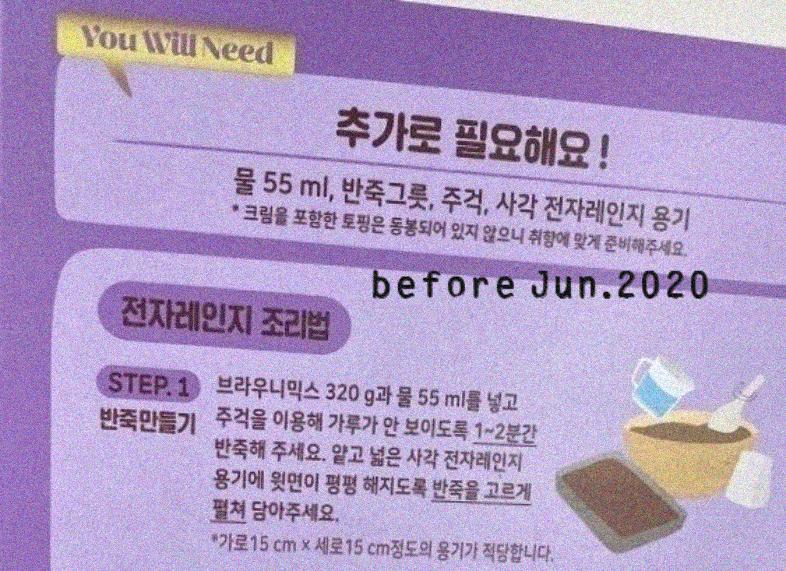 You Will Need
추가로 필요해요!
물 55 ml, 반죽그릇, 주걱, 사각 전자레인지 용기
* 크림을 포함한 토핑은 동봉되어 있지 않으니 취향에 맞게 준비해주세요.
before Jun.2020
전자레인지 조리법
STEP. 1
반죽만들기
브라우니믹스 320 g과 물 55 ml를 넣고
주걱을 이용해 가루가 안 보이도록 1~2분간
반죽해 주세요. 얕고 넓은 사각 전자레인지
용기에 윗면이 평평 해지도록 반죽을 고르게
펼쳐 담아주세요.
*가로15 cm x 세로15 cm정도의 용기가 적당합니다.